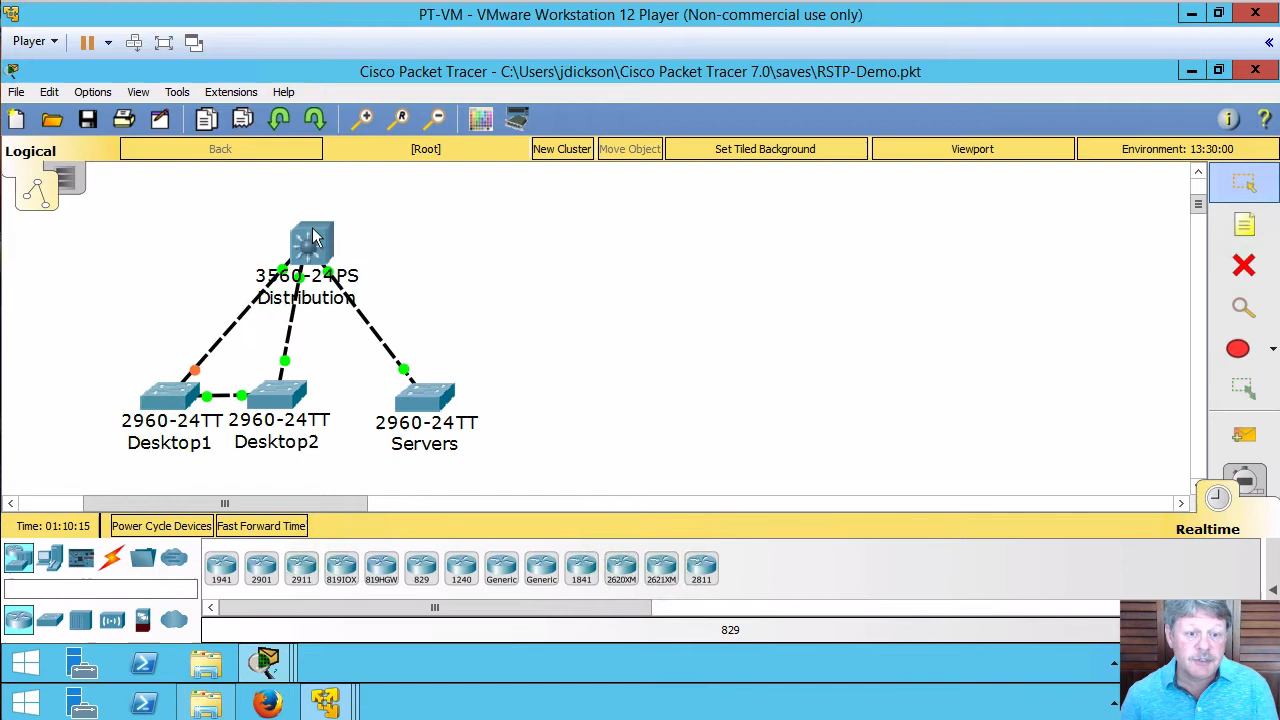 PT-VM - VMware Workstation 12 Player (Non-commercial use only)
Player
Cisco Packet Tracer - C:\Users\jdickson\Cisco Packet Tracer 7.0\saves\RSTP-Demo.pkt
File Edit Options View Tools Extensions Help
Logical Back [Root] New Cluster Move Object Set Tiled Background Viewport Environment: 13:30:00
3560-24PS
Distribution
2960-24TT 2960-24TT 2960-24TT
Desktop1 Desktop2 Servers
Time: 01:10:15 Power Cycle Devices Fast Forward Time Realtime
1941 2901 2911 819IOX 819HGW 829 1240 Generic Generic 1841 2620XM 2621XM 2811
829